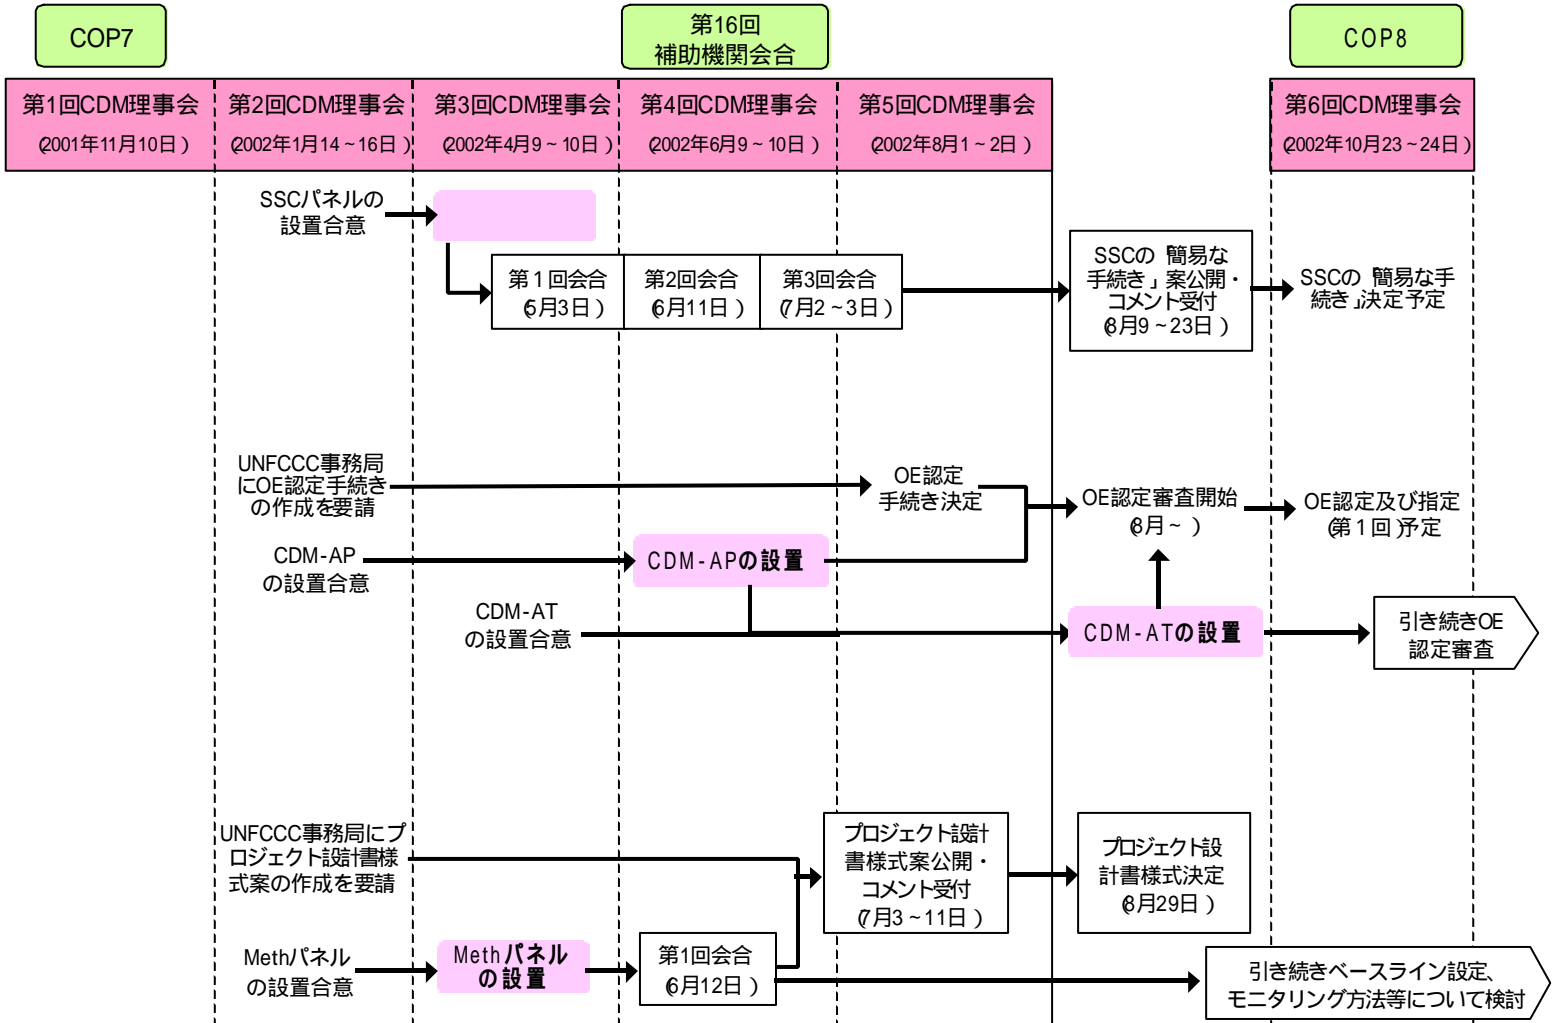 COP7
第16回
補助機関会合
COP8
第1回CDM理事会
(2001年11月10日)
第2回CDM理事会
(2002年1月14~16日)
第3回CDM理事会
(2002年4月9~10日)
第4回CDM理事会
(2002年6月9~10日)
第5回CDM理事会
(2002年8月1~2日)
第6回CDM理事会
(2002年10月23~24日)
SSCパネルの
設置合意
第1回会合
(5月3日)
第2回会合
(6月11日)
第3回会合
(7月2~3日)
SSCの「簡易な
手続き」案公開・
コメント受付
(8月9~23日)
SSCの「簡易な手
続き」決定予定
UNFCCC事務局
にOE認定手続き
の作成を要請
OE認定
手続き決定
OE認定審査開始
(8月~)
OE認定及び指定
(第1回)予定
CDM-AP
の設置合意
CDM-APの設置
CDM-AT
の設置合意
CDM-ATの設置
引き続きOE
認定審査
UNFCCC事務局にプ
ロジェクト設計書様
式案の作成を要請
プロジェクト設計
書様式案公開・
コメント受付
(7月3~11日)
プロジェクト設
計書様式決定
(8月29日)
Methパネル
の設置合意
Methパネル
の設置
第1回会合
(6月12日)
引き続きベースライン設定、
モニタリング方法等について検討